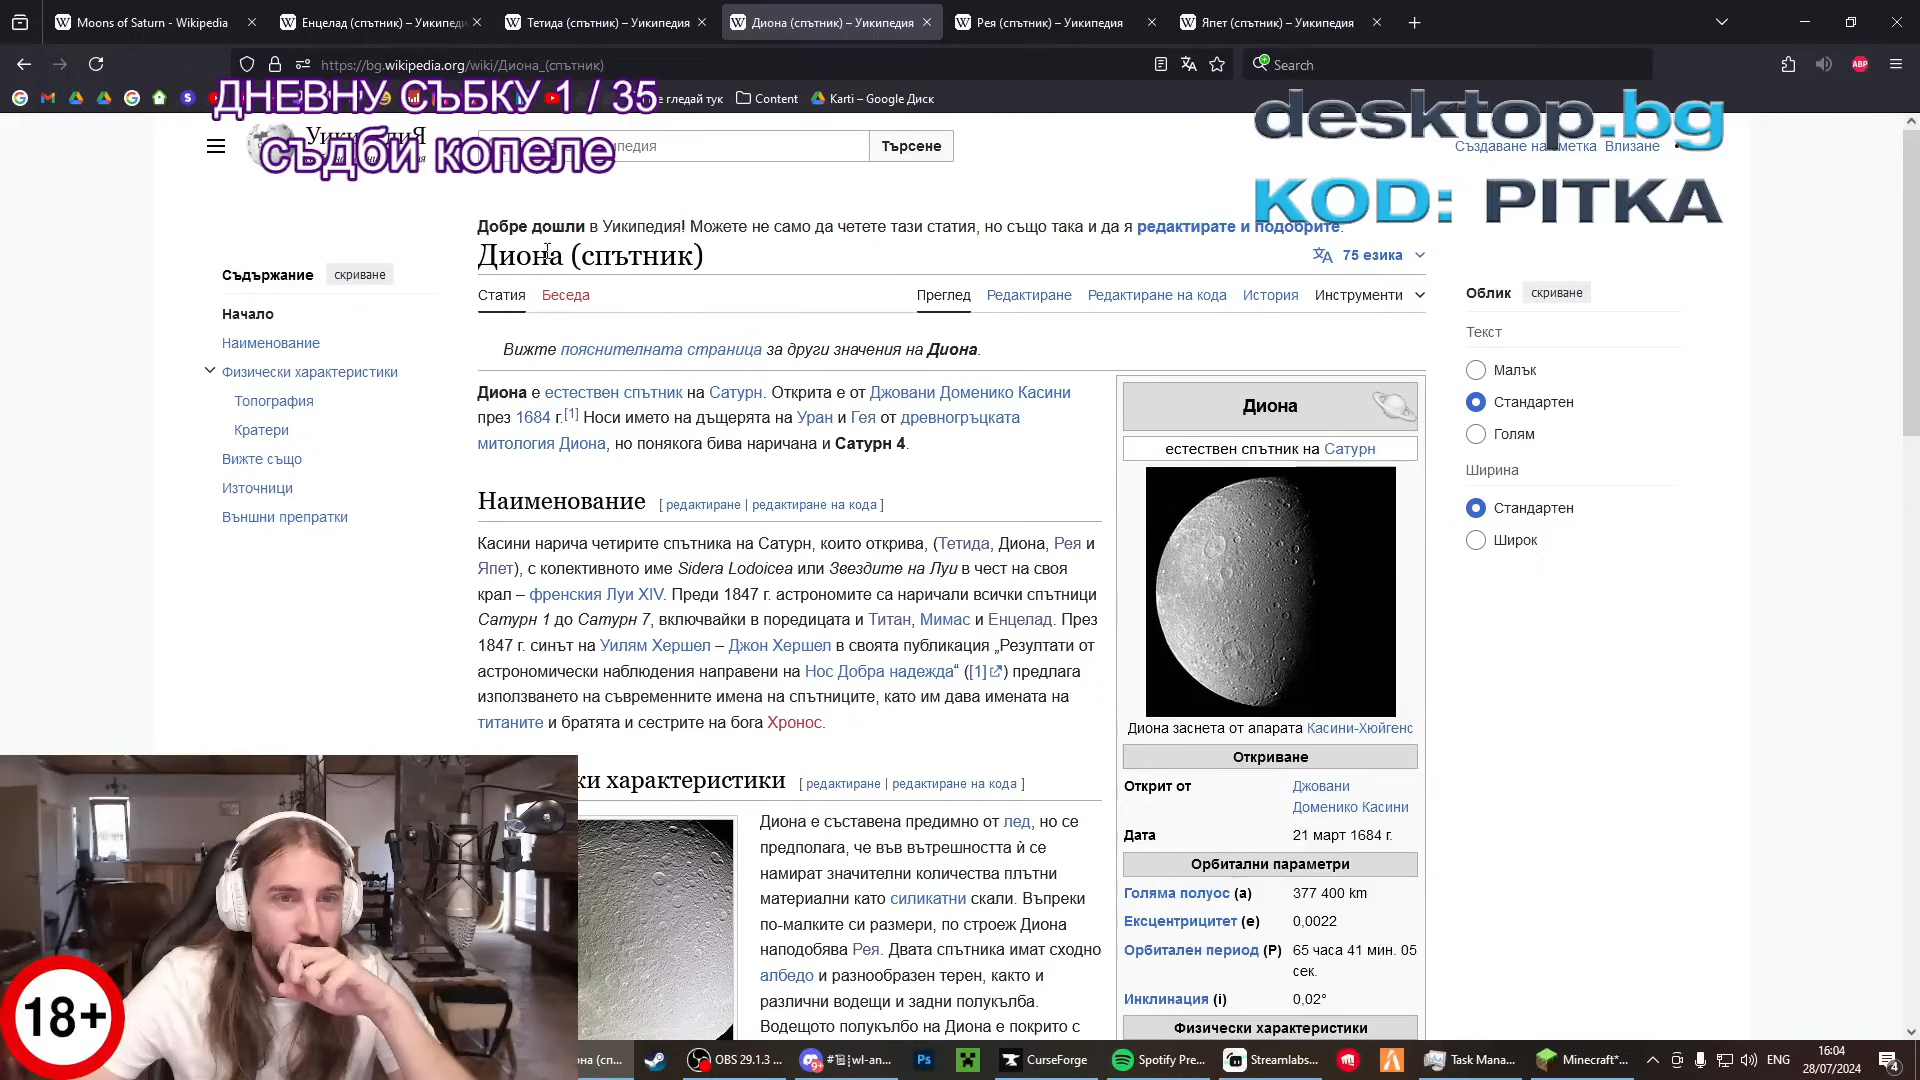 Moons of Saturn - Wikipedia
Енцелад (спътник) – Уикипеди
Тетида (спътник) – Уикипедия
Диона (спътник) – Уикипедия
Рея (спътник) – Уикипедия
Япет (спътник) – Уикипедия
https://bg.wikipedia.org/wiki/Диона_(спътник)
Search
ABP
ДНЕВНУ СЪБКУ 1 / 35
СЪДБИ КОПЕЛЕ
е гледай тук
Content
Karti – Google Диск
desktop.bg
KOD: PITKA
УикипедиЯ
кипедия
Търсене
Създаване на сметка
Влизане
Добре дошли в Уикипедия! Можете не само да четете тази статия, но също така и да я редактирате и подобрите.
Диона (спътник)
75 езика
Съдържание
скриване
Начало
Наименование
Физически характеристики
Топография
Кратери
Вижте също
Източници
Външни препратки
Статия
Беседа
Преглед
Редактиране
Редактиране на кода
История
Инструменти
Облик
скриване
Текст
Малък
Стандартен
Голям
Ширина
Стандартен
Широк
Вижте пояснителната страница за други значения на Диона.
Диона е естествен спътник на Сатурн. Открита е от Джовани Доменико Касини
през 1684 г.[1] Носи името на дъщерята на Уран и Гея от древногръцката
митология Диона, но понякога бива наричана и Сатурн 4.
Наименование
[ редактиране | редактиране на кода ]
Касини нарича четирите спътника на Сатурн, които открива, (Тетида, Диона, Рея и
Япет), с колективното име Sidera Lodoicea или Звездите на Луи в чест на своя
крал – френския Луи XIV. Преди 1847 г. астрономите са наричали всички спътници
Сатурн 1 до Сатурн 7, включвайки в поредицата и Титан, Мимас и Енцелад. През
1847 г. синът на Уилям Хершел – Джон Хершел в своята публикация „Резултати от
астрономически наблюдения направени на Нос Добра надежда“ ([1]) предлага
използването на съвременните имена на спътниците, като им дава имената на
титаните и братята и сестрите на бога Хронос.
ки характеристики
[ редактиране | редактиране на кода ]
Диона е съставена предимно от лед, но се
предполага, че във вътрешността ѝ се
намират значителни количества плътни
материални като силикатни скали. Въпреки
по-малките си размери, по строеж Диона
наподобява Рея. Двата спътника имат сходно
албедо и разнообразен терен, както и
различни водещи и задни полукълба.
Водещото полукълбо на Диона е покрито с
Диона
естествен спътник на Сатурн
Диона заснета от апарата Касини-Хюйгенс
Откриване
Открит от
Джовани
Доменико Касини
Дата
21 март 1684 г.
Орбитални параметри
Голяма полуос (a)
377 400 km
Ексцентрицитет (e)
0,0022
Орбитален период (P)
65 часа 41 мин. 05
сек.
Инклинация (i)
0,02°
Физически характеристики
18+
она (сп...
OBS 29.1.3 ...
Ps
CurseForge
Spotify Pre...
Streamlabs...
Task Mana...
Minecraft*...
ENG
16:04
28/07/2024
4